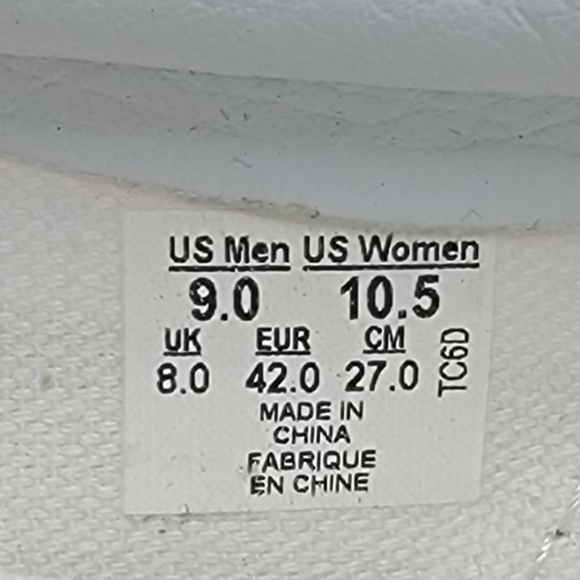 US Men US Women
9.0 10.5
UK EUR CM
8.0 42.0 27.0
TC6D
MADE IN
CHINA
FABRIQUE
EN CHINE